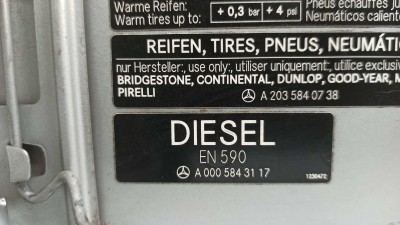 Warme Reifen:
Warm tires up to:
+ 0,3 bar + 4 psi
Pneus échauffés
Neumáticos caliente
REIFEN, TIRES, PNEUS, NEUMÁTI
nur Hersteller:, use only:, utiliser uniquement:, utilice exclusiv
BRIDGESTONE, CONTINENTAL, DUNLOP, GOOD-YEAR, M
PIRELLI
A 203 584 07 38
DIESEL
EN 590
A 000 584 31 17
1230472